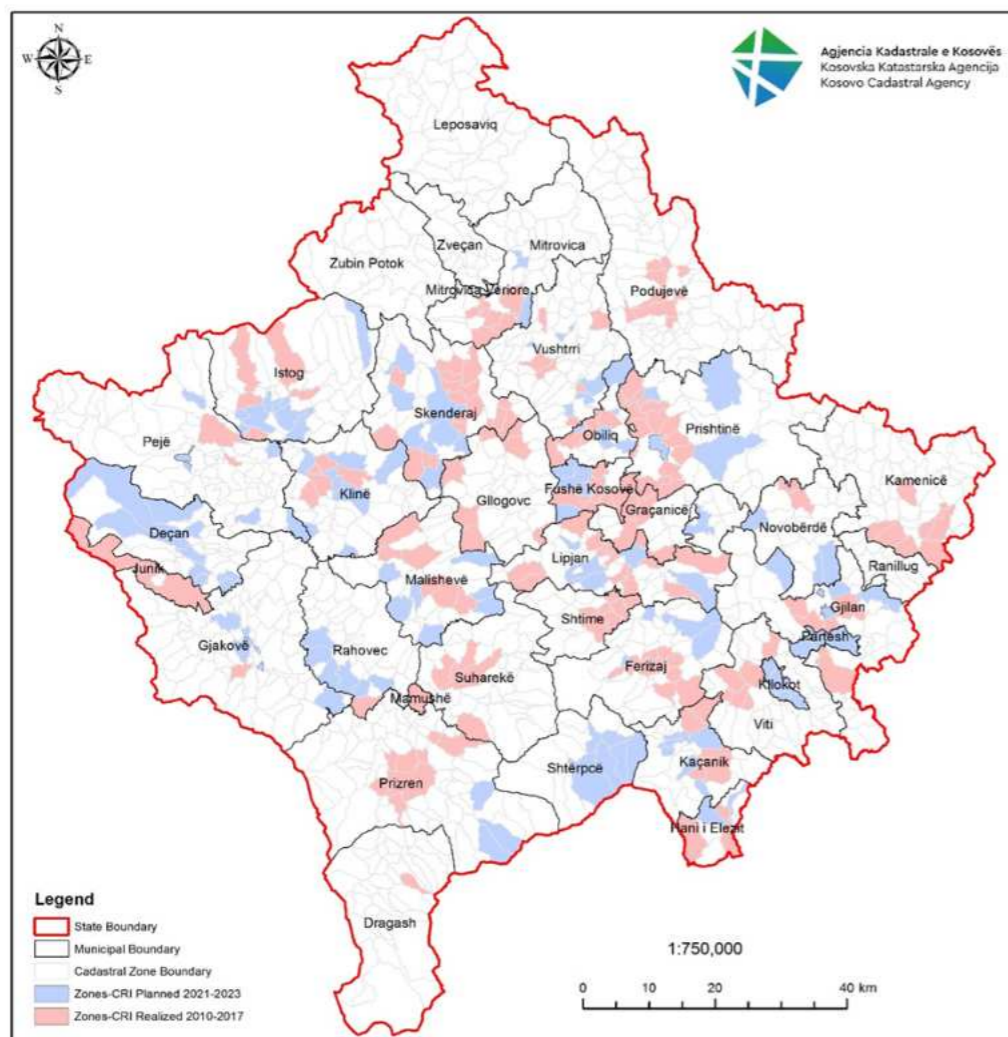 N
W
E
S
Agjencia Kadastrale e Kosovës
Kosovska Katastarska Agencija
Kosovo Cadastral Agency
Leposaviq
Zveçan
Mitrovica
Zubin Potok
Mitrovica Veriore
Podujevë
Istog
Vushtrri
Skenderaj
Obiliq
Prishtinë
Pejë
Klinë
Gllogovc
Fushë Kosovë
Kamenicë
Graçanicë
Novobërdë
Deçan
Lipjan
Ranillug
Junik
Malishevë
Shtime
Gjilan
Partesh
Gjakovë
Rahovec
Ferizaj
Suharekë
Kllokot
Mamushë
Viti
Kaçanik
Shtërpcë
Prizren
Hani i Elezit
Dragash
Legend
State Boundary
Municipal Boundary
Cadastral Zone Boundary
Zones-CRI Planned 2021-2023
Zones-CRI Realized 2010-2017
1:750,000
0 10 20 40 km